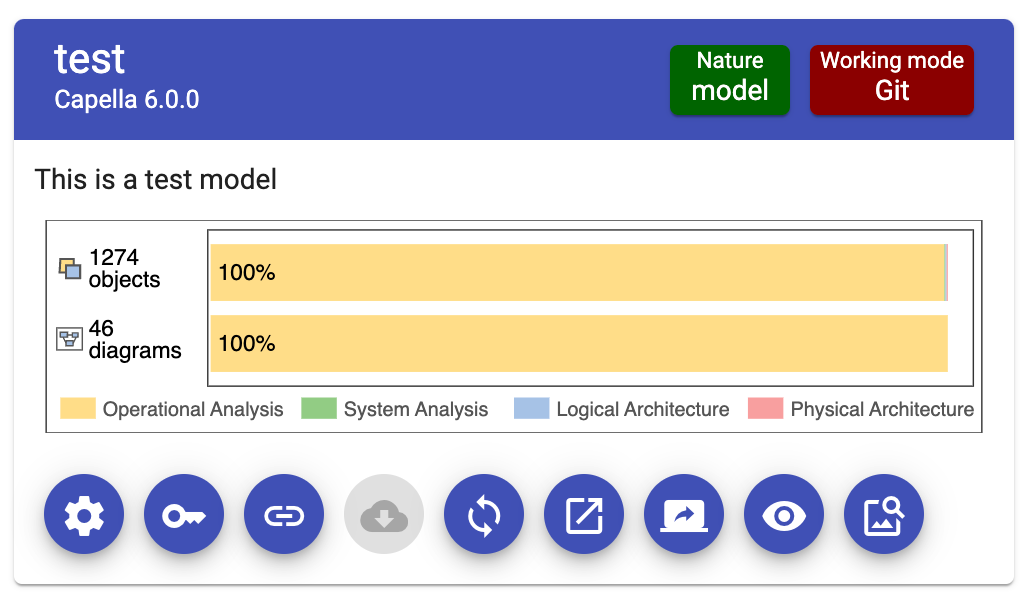 test
Capella 6.0.0
Nature
model
Working mode
Git
This is a test model
1274
objects
100%
46
diagrams
100%
Operational Analysis System Analysis Logical Architecture Physical Architecture